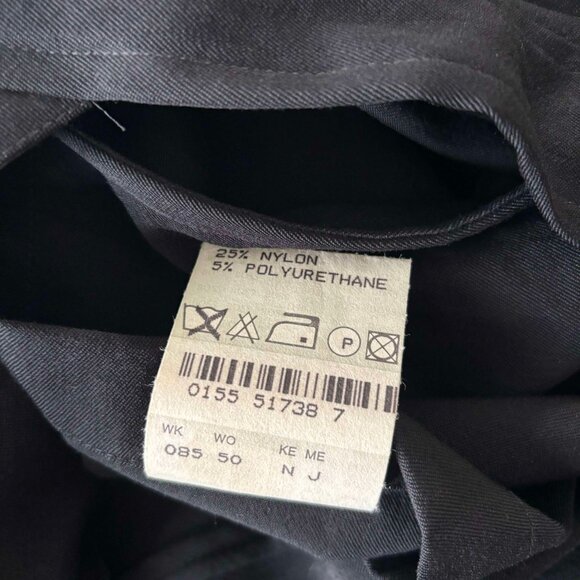 25% NYLON
5% POLYURETHANE
P
0155 51738 7
WK WO KE ME
085 50 N J